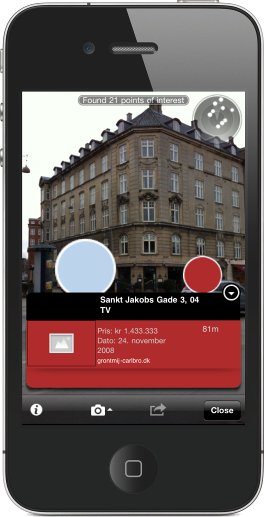 Found 21 points of interest
Sankt Jakobs Gade 3, 04
TV
Pris: kr 1.433.333
81m
Dato: 24. november
2008
grontmij-carlbro.dk
i
Close